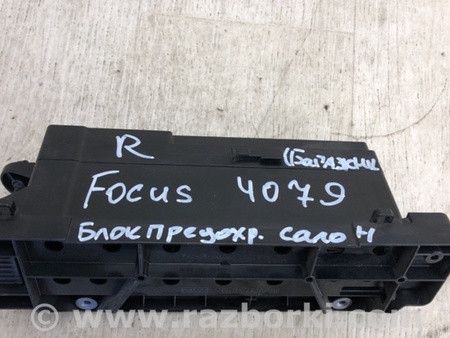 R (Багажник
Focus 4079
Блок предохр. салон
www.razborki.com